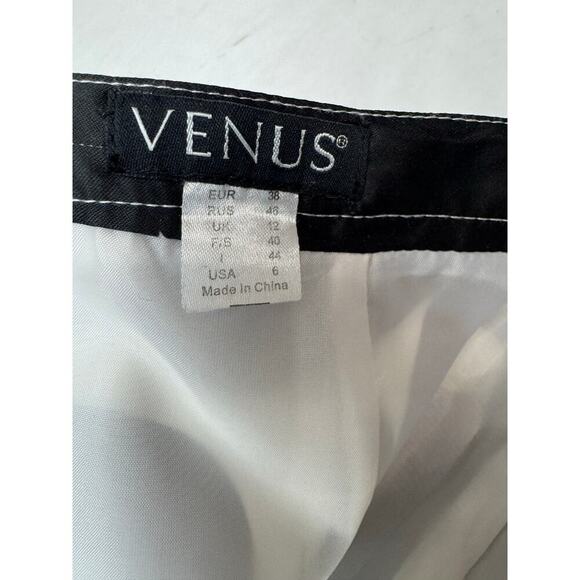 VENUS®
EUR 38
RUS 46
UK 12
F/S 40
I 44
USA 6
Made In China